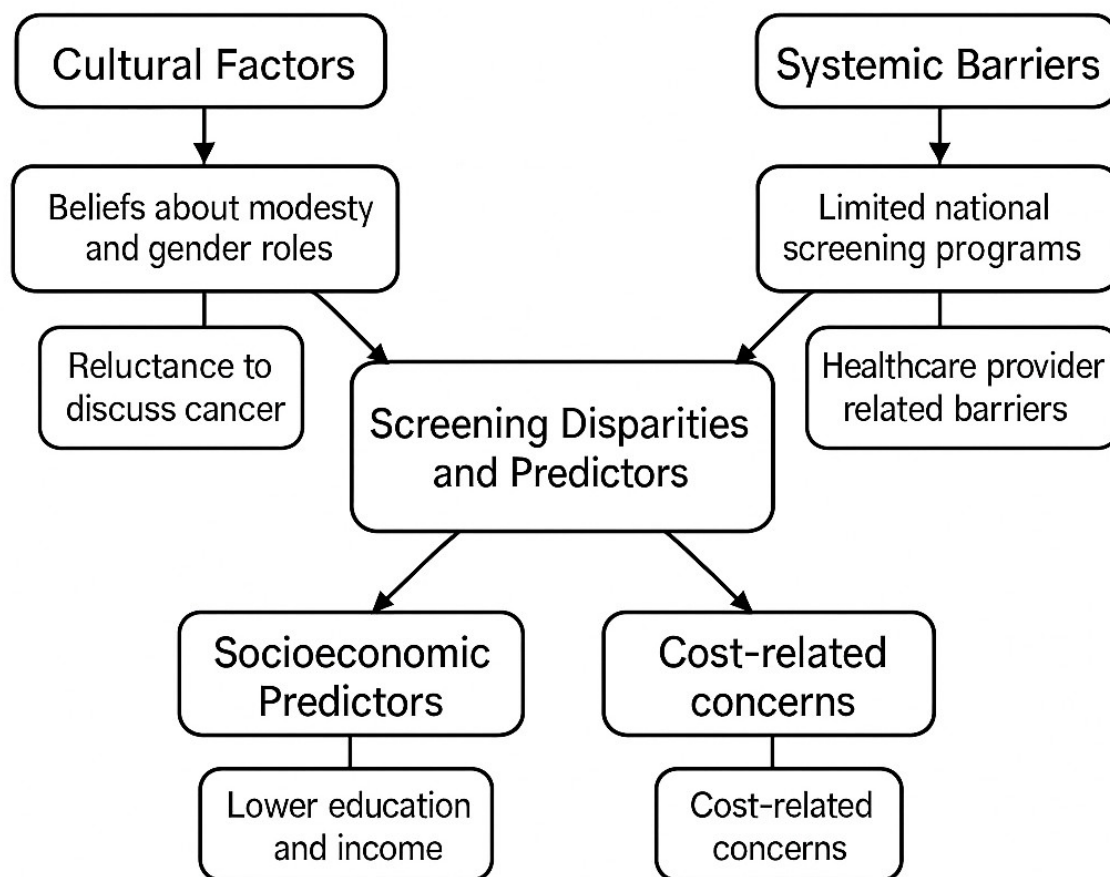 Cultural Factors
Systemic Barriers
Beliefs about modesty
and gender roles
Limited national
screening programs
Reluctance to
discuss cancer
Healthcare provider
related barriers
Screening Disparities
and Predictors
Socioeconomic
Predictors
Cost-related
concerns
Lower education
and income
Cost-related
concerns